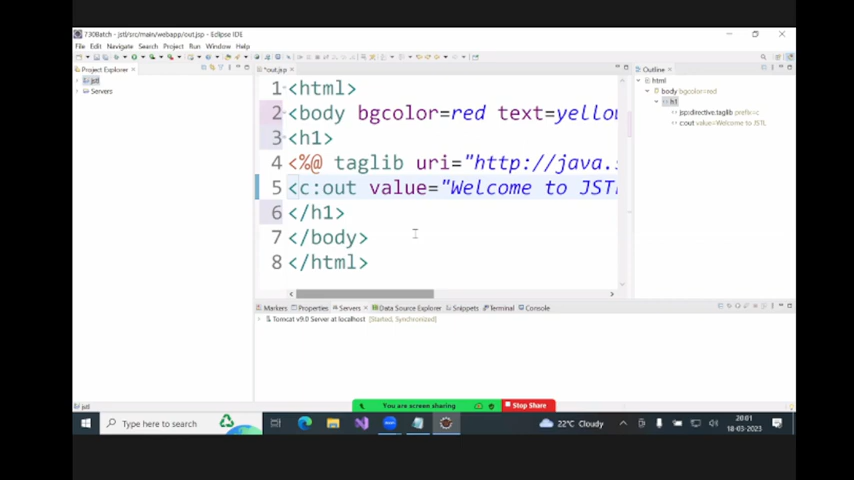 730Batch - jstl/src/main/webapp/out.jsp - Eclipse IDE
File Edit Navigate Search Project Run Window Help
Project Explorer
jstl
Servers
*out.jsp
1 <html>
2 <body bgcolor=red text=yellow
3 <h1>
4 <%@ taglib uri="http://java.s
5 <c:out value="Welcome to JSTL
6 </h1>
7 </body>
8 </html>
Outline
html
body bgcolor=red
h1
jsp:directive.taglib prefix=c
c:out value=Welcome to JSTL
Markers Properties Servers Data Source Explorer Snippets Terminal Console
Tomcat v9.0 Server at localhost [Started, Synchronized]
You are screen sharing Stop Share
jstl
Type here to search
22°C Cloudy
20:01
18-03-2023